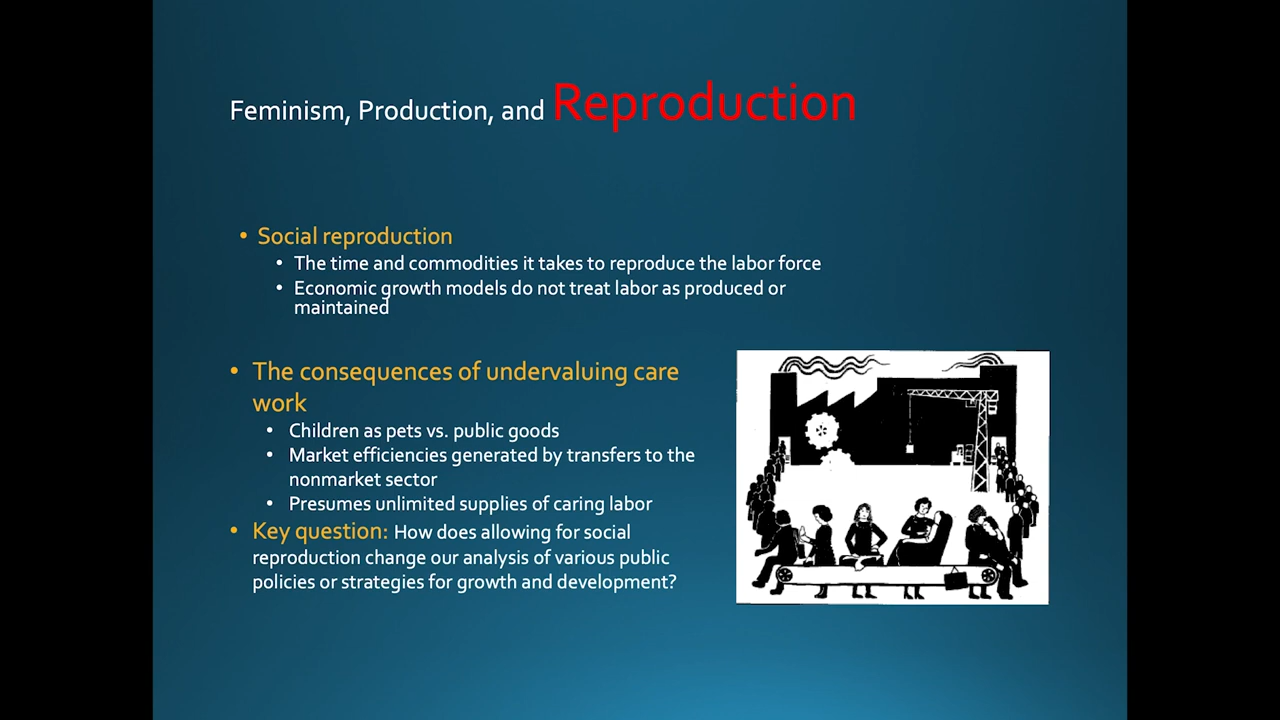 Feminism, Production, and Reproduction
• Social reproduction
• The time and commodities it takes to reproduce the labor force
• Economic growth models do not treat labor as produced or
maintained
• The consequences of undervaluing care
work
• Children as pets vs. public goods
• Market efficiencies generated by transfers to the
nonmarket sector
• Presumes unlimited supplies of caring labor
• Key question: How does allowing for social
reproduction change our analysis of various public
policies or strategies for growth and development?